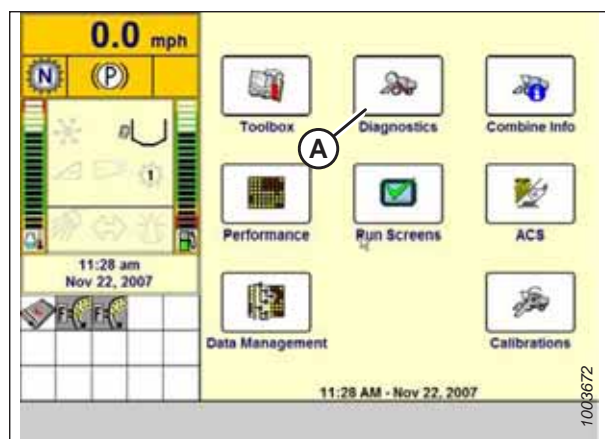 0.0 mph
N
P
1
11:28 am
Nov 22, 2007
Toolbox
Diagnostics
Combine Info
A
Performance
Run Screens
ACS
Data Management
Calibrations
11:28 AM - Nov 22, 2007
1003672